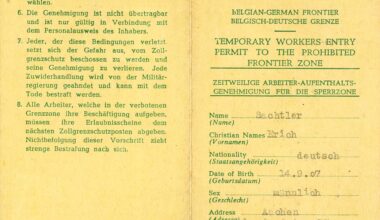 6. Die Genehmigung ist nicht übertragbar
und ist nur gültig in Verbindung mit
dem Personalausweis des Inhabers.
7. Jeder, der diese Bedingungen verletzt,
setzt sich der Gefahr aus, von Zoll-
grenzschutz beschossen zu werden und
seine Genehmigung zu verlieren. Jede
Zuwiderhandlung wird von der Militär-
regierung geahndet und kann mit dem
Tode bestraft werden.
8. Alle Arbeiter, welche in der verbotenen
Grenzzone ihre Beschäftigung aufgeben,
müssen ihre Erlaubnisscheine dem
nächsten Zollgrenzschutzposten abgeben.
Nichtbefolgung dieser Vorschrift zieht
strenge Bestrafung nach sich.
BELGIAN-GERMAN FRONTIER
BELGISCH-DEUTSCHE GRENZE
TEMPORARY WORKERS ENTRY
PERMIT TO THE PROHIBITED
FRONTIER ZONE
ZEITWEILIGE ARBEITER-AUFENTHALTS-
GENEHMIGUNG FÜR DIE SPERRZONE
Name Bachtler
(Name)
Christian Names Erich
(Vornamen)
Nationality deutsch
(Staatsangehörigkeit)
Date of Birth 14.9.07
(Geburtsdatum)
Sex männlich
(Geschlecht)
Address Aachen